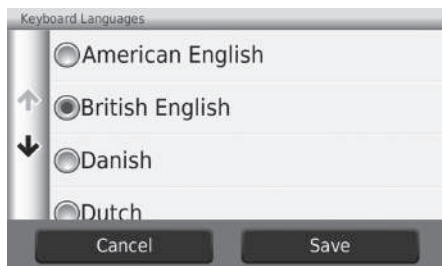 Keyboard Languages
American English
British English
Danish
Dutch
Cancel
Save